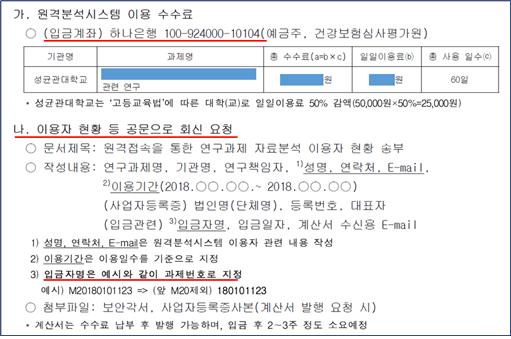 가. 원격분석시스템 이용 수수료
○ (입금계좌) 하나은행 100-924000-10104(예금주, 건강보험심사평가원)
기관명 과제명 총 수수료(a=b×c) 일일이용료(b) 총 사용 일수(c)
성균관대학교 관련 연구 원 원 60일
* 성균관대학교는 ‘고등교육법’에 따른 대학(교)로 일일이용료 50% 감액(50,000원×50%=25,000원)
나. 이용자 현황 등 공문으로 회신 요청
○ 문서제목: 원격접속을 통한 연구과제 자료분석 이용자 현황 송부
○ 작성내용: 연구과제명, 기관명, 연구책임자, 1)성명, 연락처, E-mail,
2)이용기간(2018.○○.○○.~ 2018.○○.○○.)
(사업자등록증) 법인명(단체명), 등록번호, 대표자
(입금관련) 3)입금자명, 입금일자, 계산서 수신용 E-mail
1) 성명, 연락처, E-mail은 원격분석시스템 이용자 관련 내용 작성
2) 이용기간은 이용일수를 기준으로 지정
3) 입금자명은 예시와 같이 과제번호로 지정
예시) M20180101123 => (앞 M20제외) 180101123
○ 첨부파일: 보안각서, 사업자등록증사본(계산서 발행 요청 시)
* 계산서는 수수료 납부 후 발행 가능하며, 입금 후 2~3주 정도 소요예정